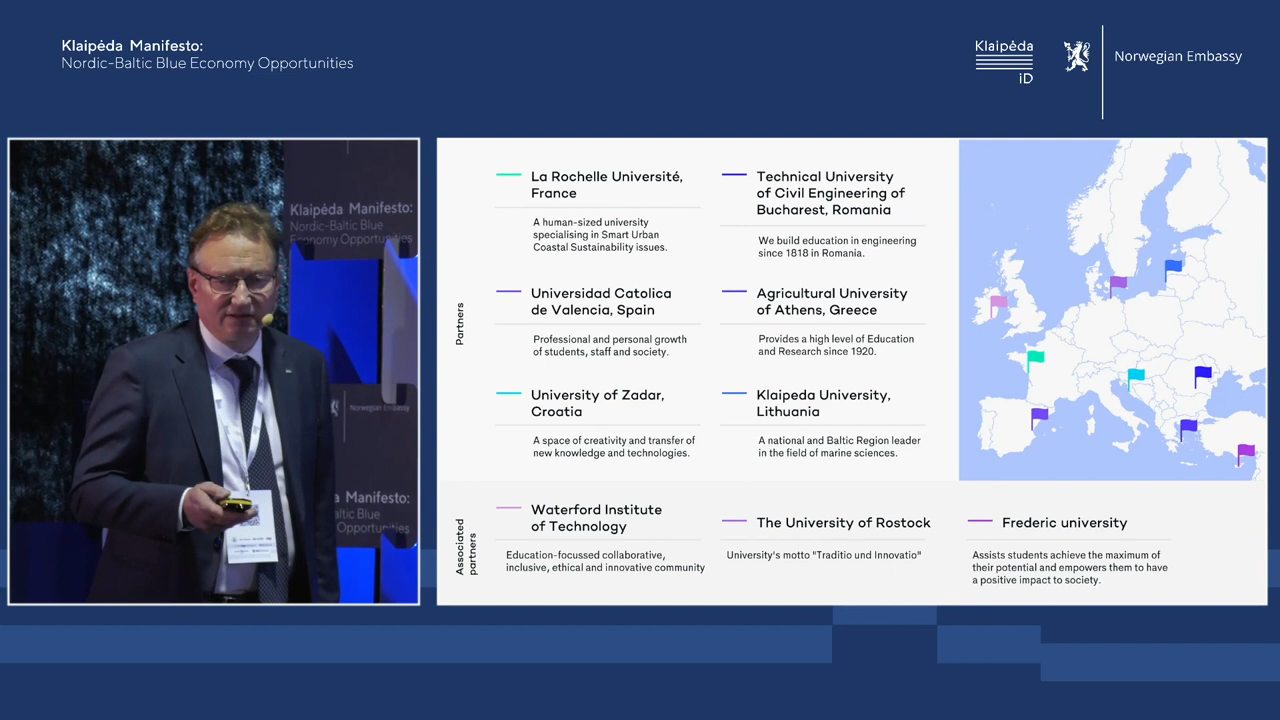 Klaipėda Manifesto:
Nordic-Baltic Blue Economy Opportunities
Klaipėda
iD
Norwegian Embassy
Klaipėda Manifesto:
Nordic-Baltic Blue
Economy Opportunities
Norwegian Embassy
a Manifesto:
altic Blue
Opportunities
Partners
La Rochelle Université,
France
A human-sized university
specialising in Smart Urban
Coastal Sustainability issues.
Technical University
of Civil Engineering of
Bucharest, Romania
We build education in engineering
since 1818 in Romania.
Universidad Catolica
de Valencia, Spain
Professional and personal growth
of students, staff and society.
Agricultural University
of Athens, Greece
Provides a high level of Education
and Research since 1920.
University of Zadar,
Croatia
A space of creativity and transfer of
new knowledge and technologies.
Klaipeda University,
Lithuania
A national and Baltic Region leader
in the field of marine sciences.
Associated
partners
Waterford Institute
of Technology
Education-focussed collaborative,
inclusive, ethical and innovative community
The University of Rostock
University's motto "Traditio und Innovatio"
Frederic university
Assists students achieve the maximum of
their potential and empowers them to have
a positive impact to society.